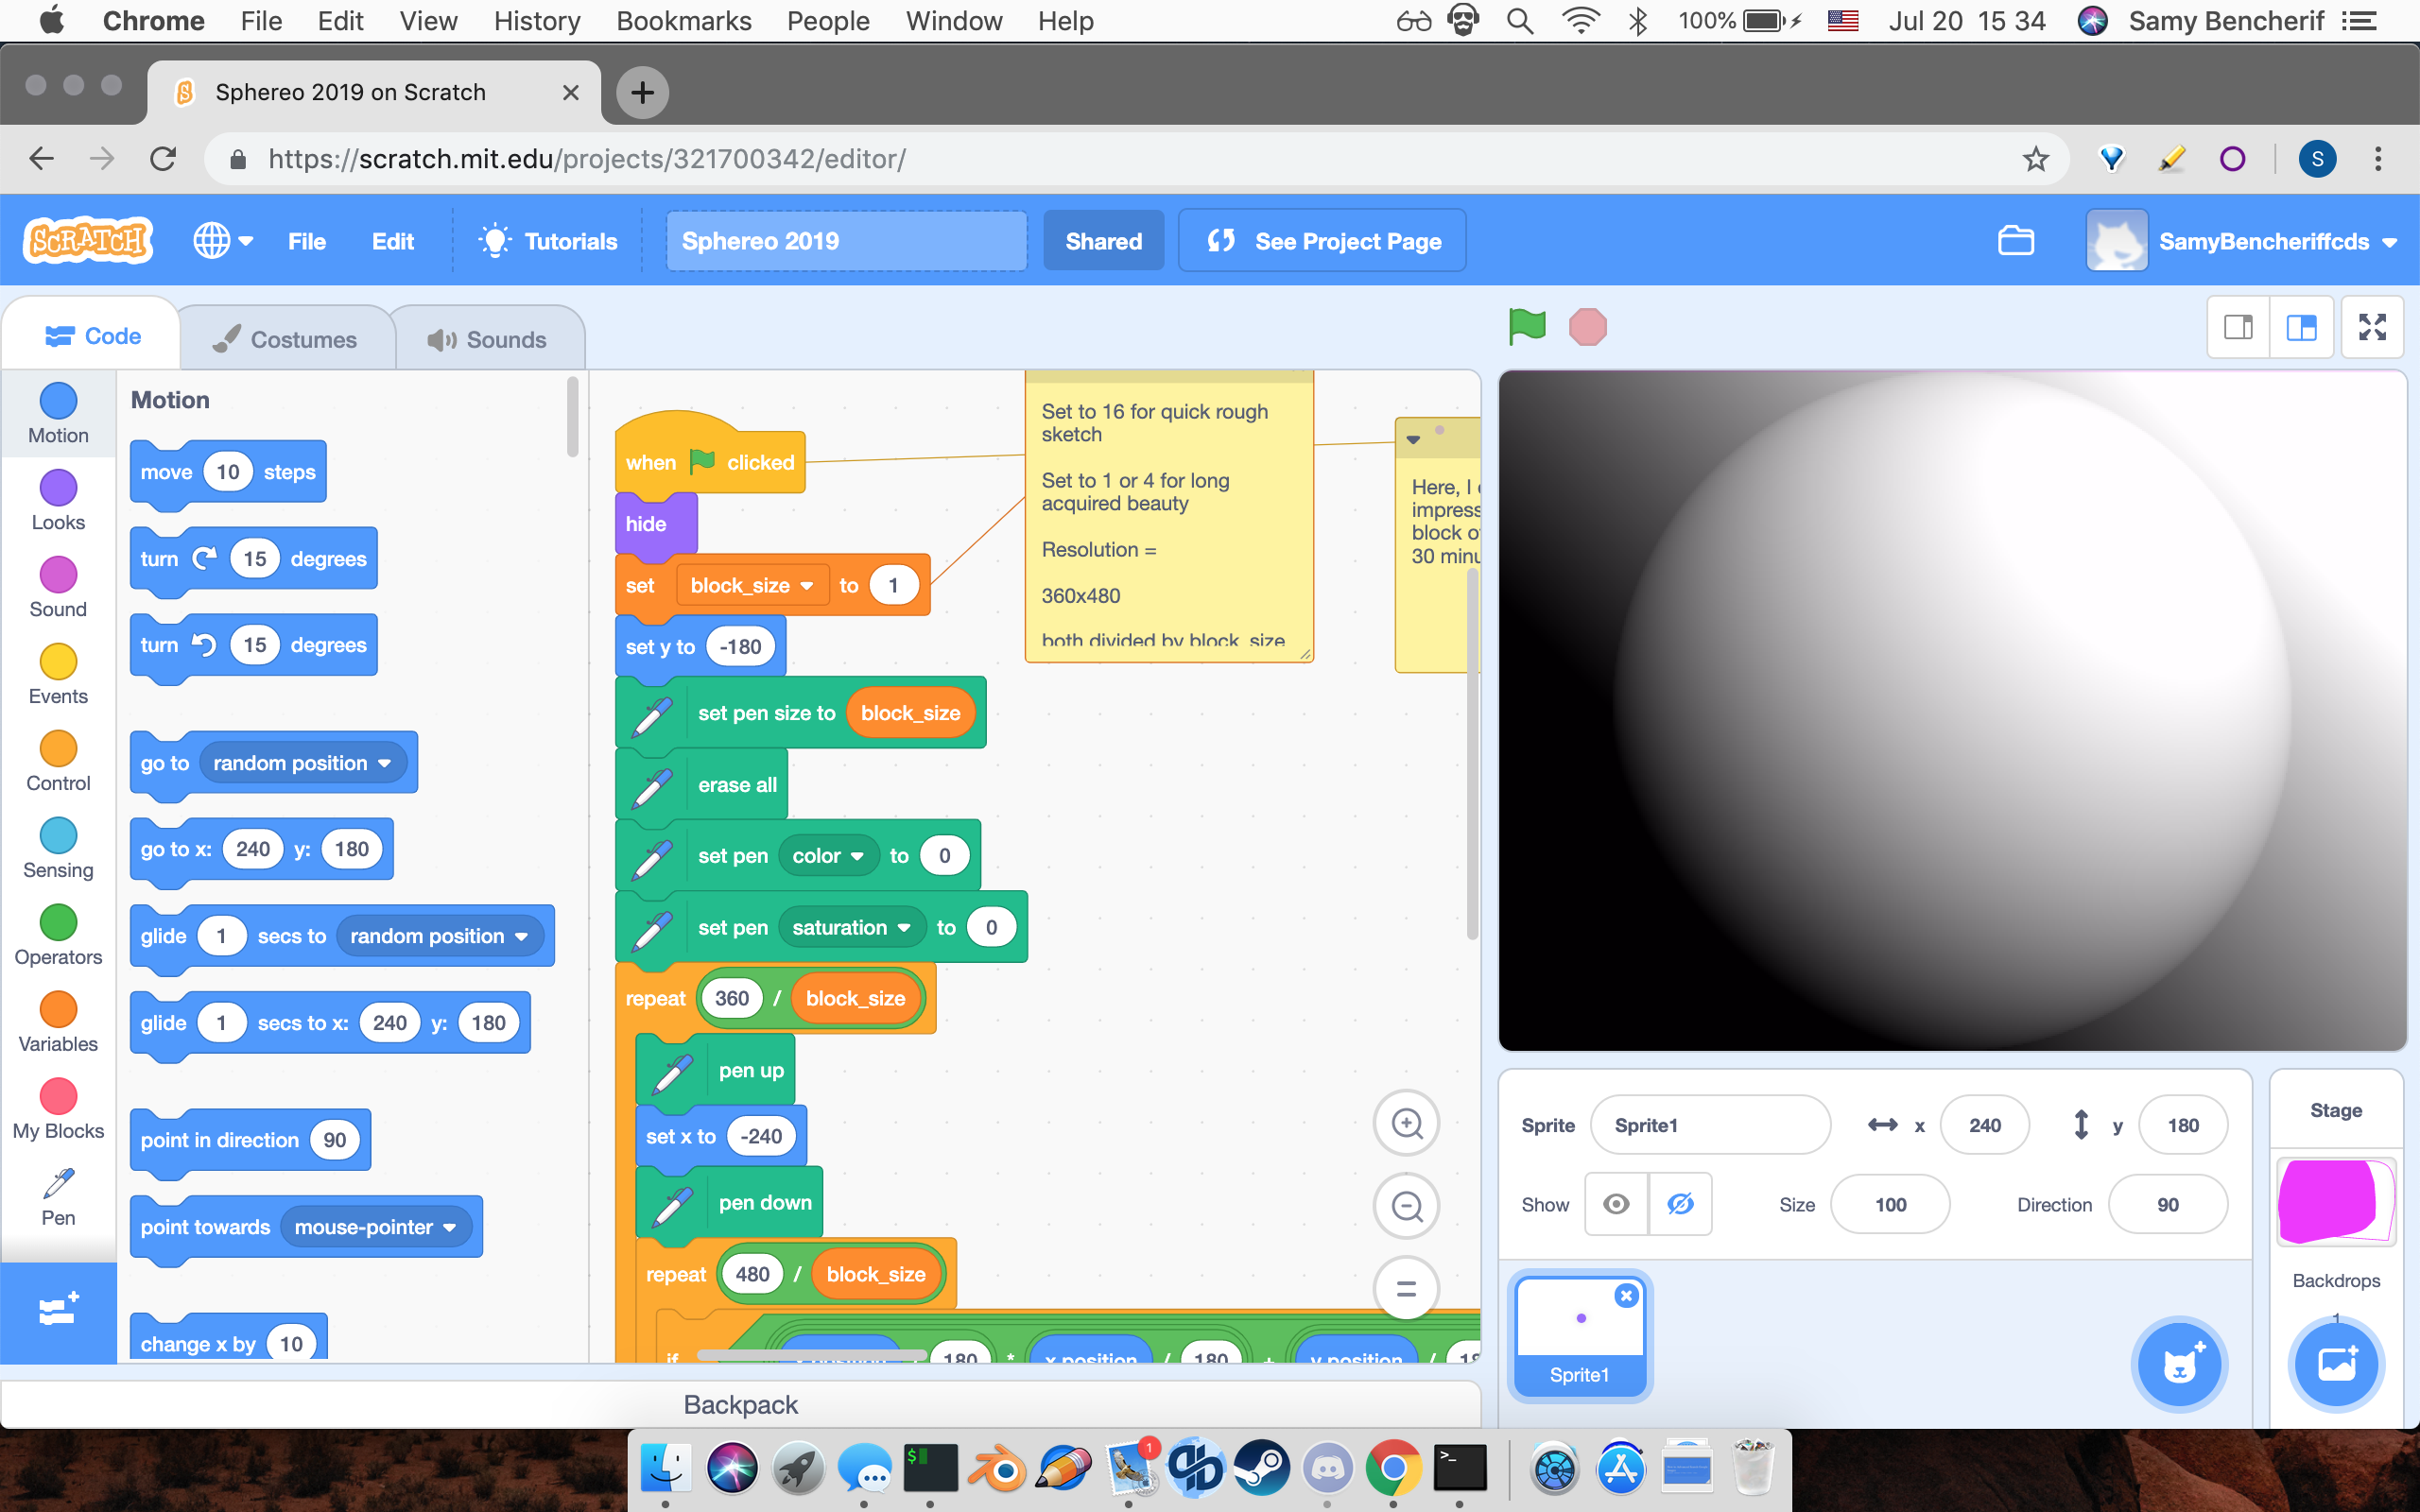 Chrome File Edit View History Bookmarks People Window Help 100% Jul 20 15 34 Samy Bencherif
Sphereo 2019 on Scratch
https://scratch.mit.edu/projects/321700342/editor/ S
SCRATCH File Edit Tutorials Sphereo 2019 Shared See Project Page SamyBencheriffcds
Code Costumes Sounds
Motion
Looks
Sound
Events
Control
Sensing
Operators
Variables
My Blocks
Pen
Motion
move 10 steps
turn 15 degrees
turn 15 degrees
go to random position
go to x: 240 y: 180
glide 1 secs to random position
glide 1 secs to x: 240 y: 180
point in direction 90
point towards mouse-pointer
change x by 10
when clicked
hide
set block_size to 1
set y to -180
set pen size to block_size
erase all
set pen color to 0
set pen saturation to 0
repeat 360 / block_size
pen up
set x to -240
pen down
repeat 480 / block_size
if x position / 180 * x position / 180 + y position / 18
Set to 16 for quick rough
sketch
Set to 1 or 4 for long
acquired beauty
Resolution =
360x480
both divided by block_size
Here, I
impress
block o
30 minu
Sprite Sprite1 x 240 y 180
Show Size 100 Direction 90
Sprite1
Stage
Backdrops
1
Backpack
1